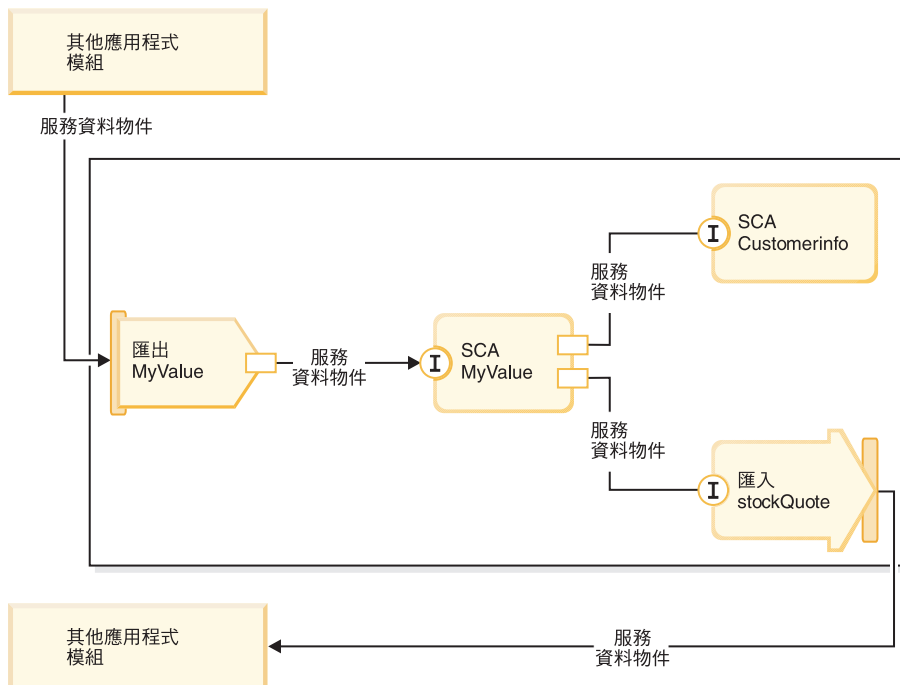 其他應用程式
模組
服務資料物件
SCA
Customerinfo
服務
資料物件
匯出
MyValue
服務
資料物件
SCA
MyValue
服務
資料物件
匯入
stockQuote
其他應用程式
模組
服務
資料物件